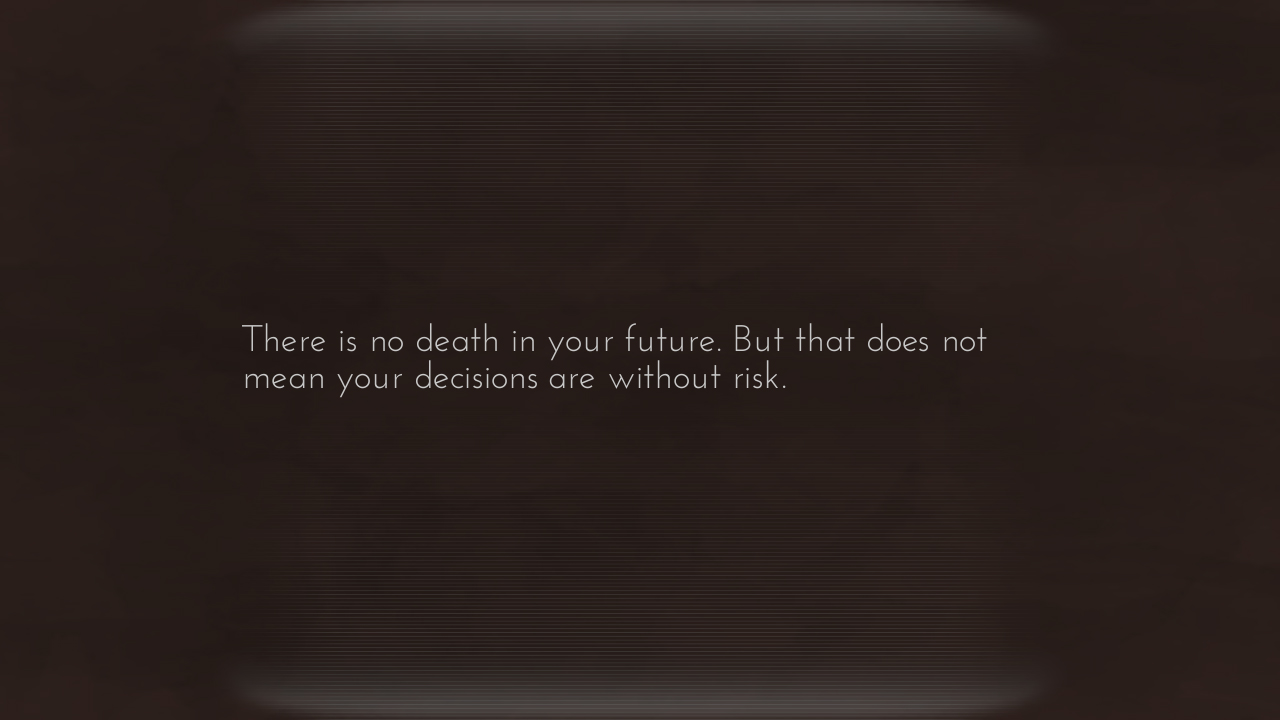 There is no death in your future. But that does not
mean your decisions are without risk.